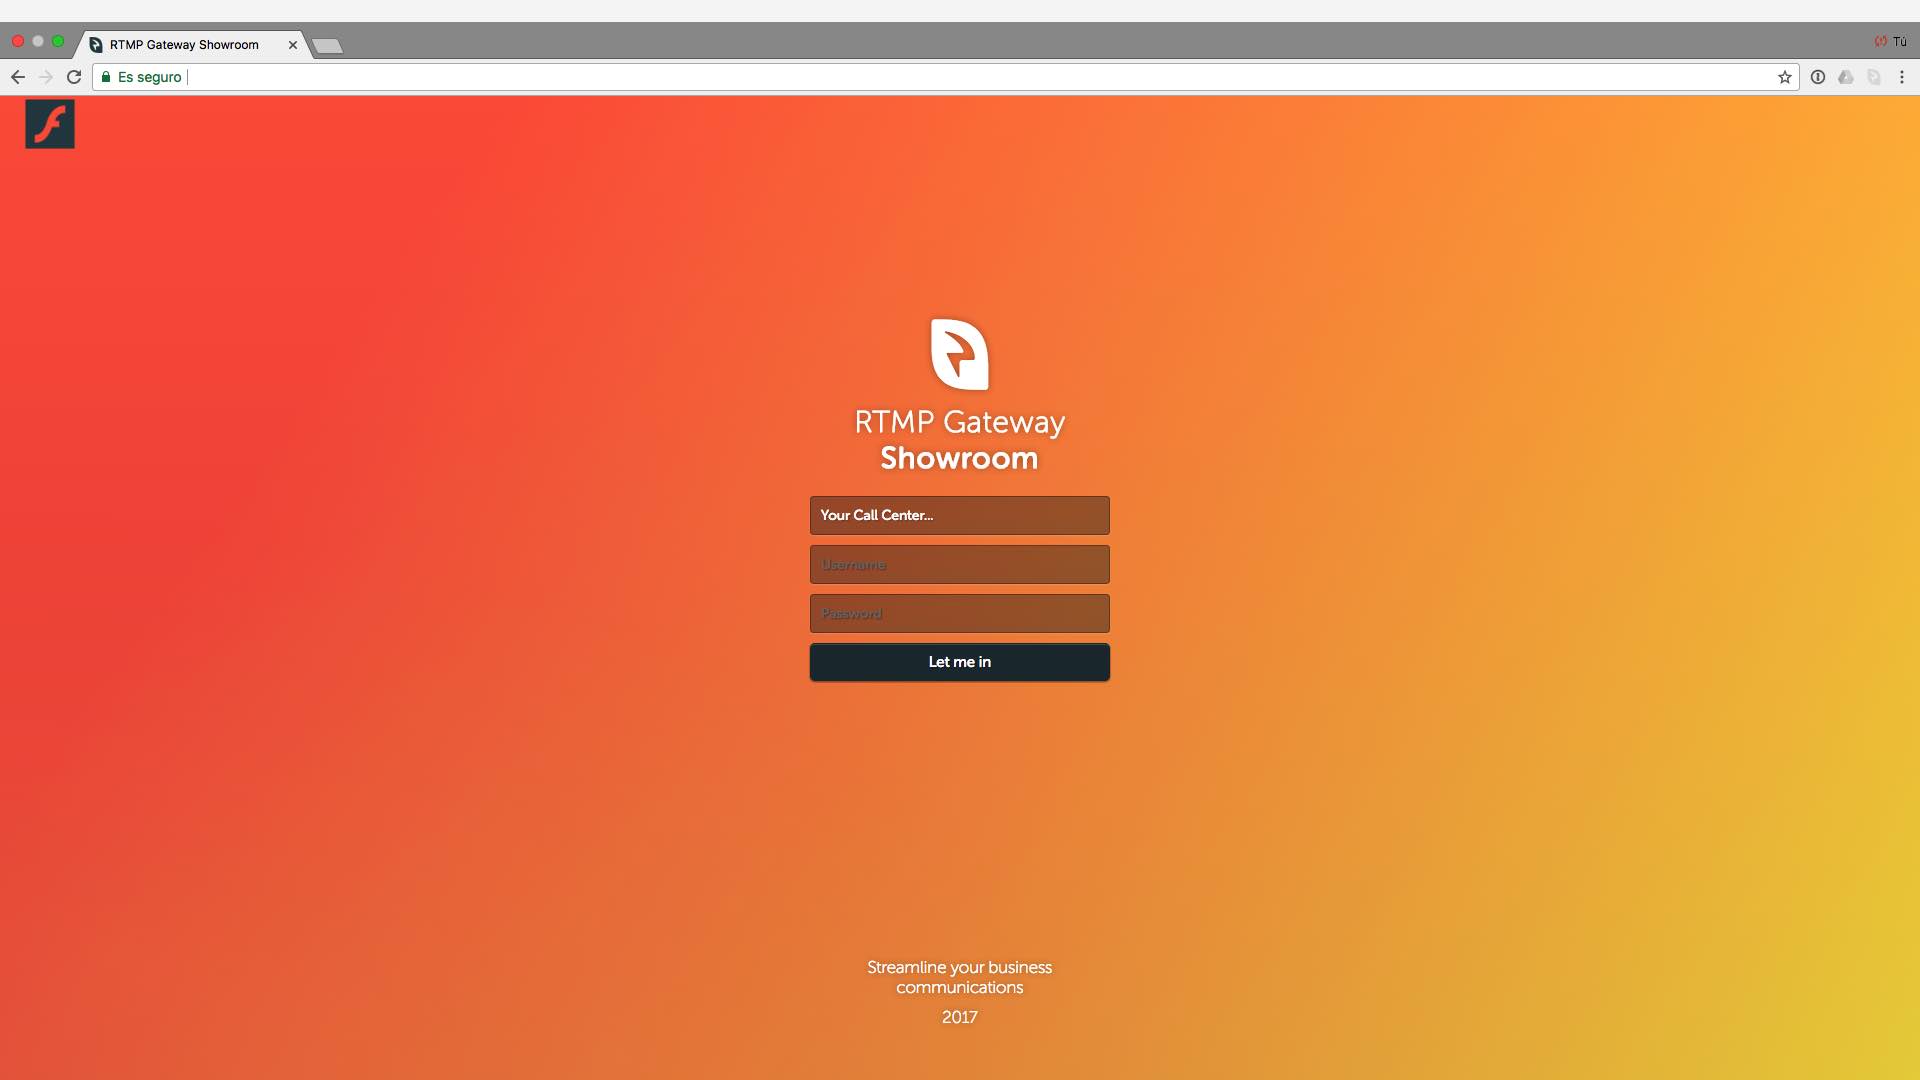 RTMP Gateway Showroom
Tú
Es seguro
RTMP Gateway
Showroom
Your Call Center...
Username
Password
Let me in
Streamline your business
communications
2017